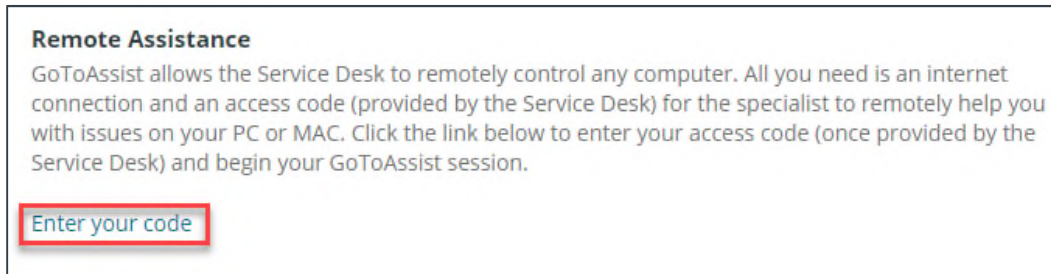 Remote Assistance
GoToAssist allows the Service Desk to remotely control any computer. All you need is an internet
connection and an access code (provided by the Service Desk) for the specialist to remotely help you
with issues on your PC or MAC. Click the link below to enter your access code (once provided by the
Service Desk) and begin your GoToAssist session.
Enter your code